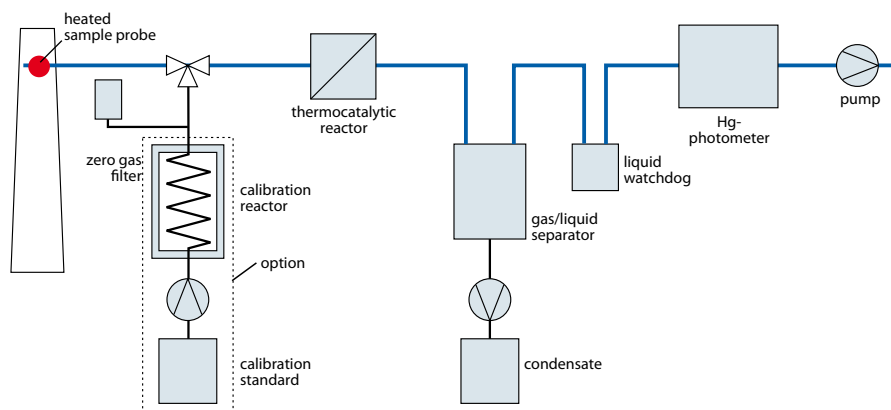 heated
sample probe
thermocatalytic
reactor
Hg-
photometer
pump
zero gas
filter
calibration
reactor
liquid
watchdog
gas/liquid
separator
option
calibration
standard
condensate